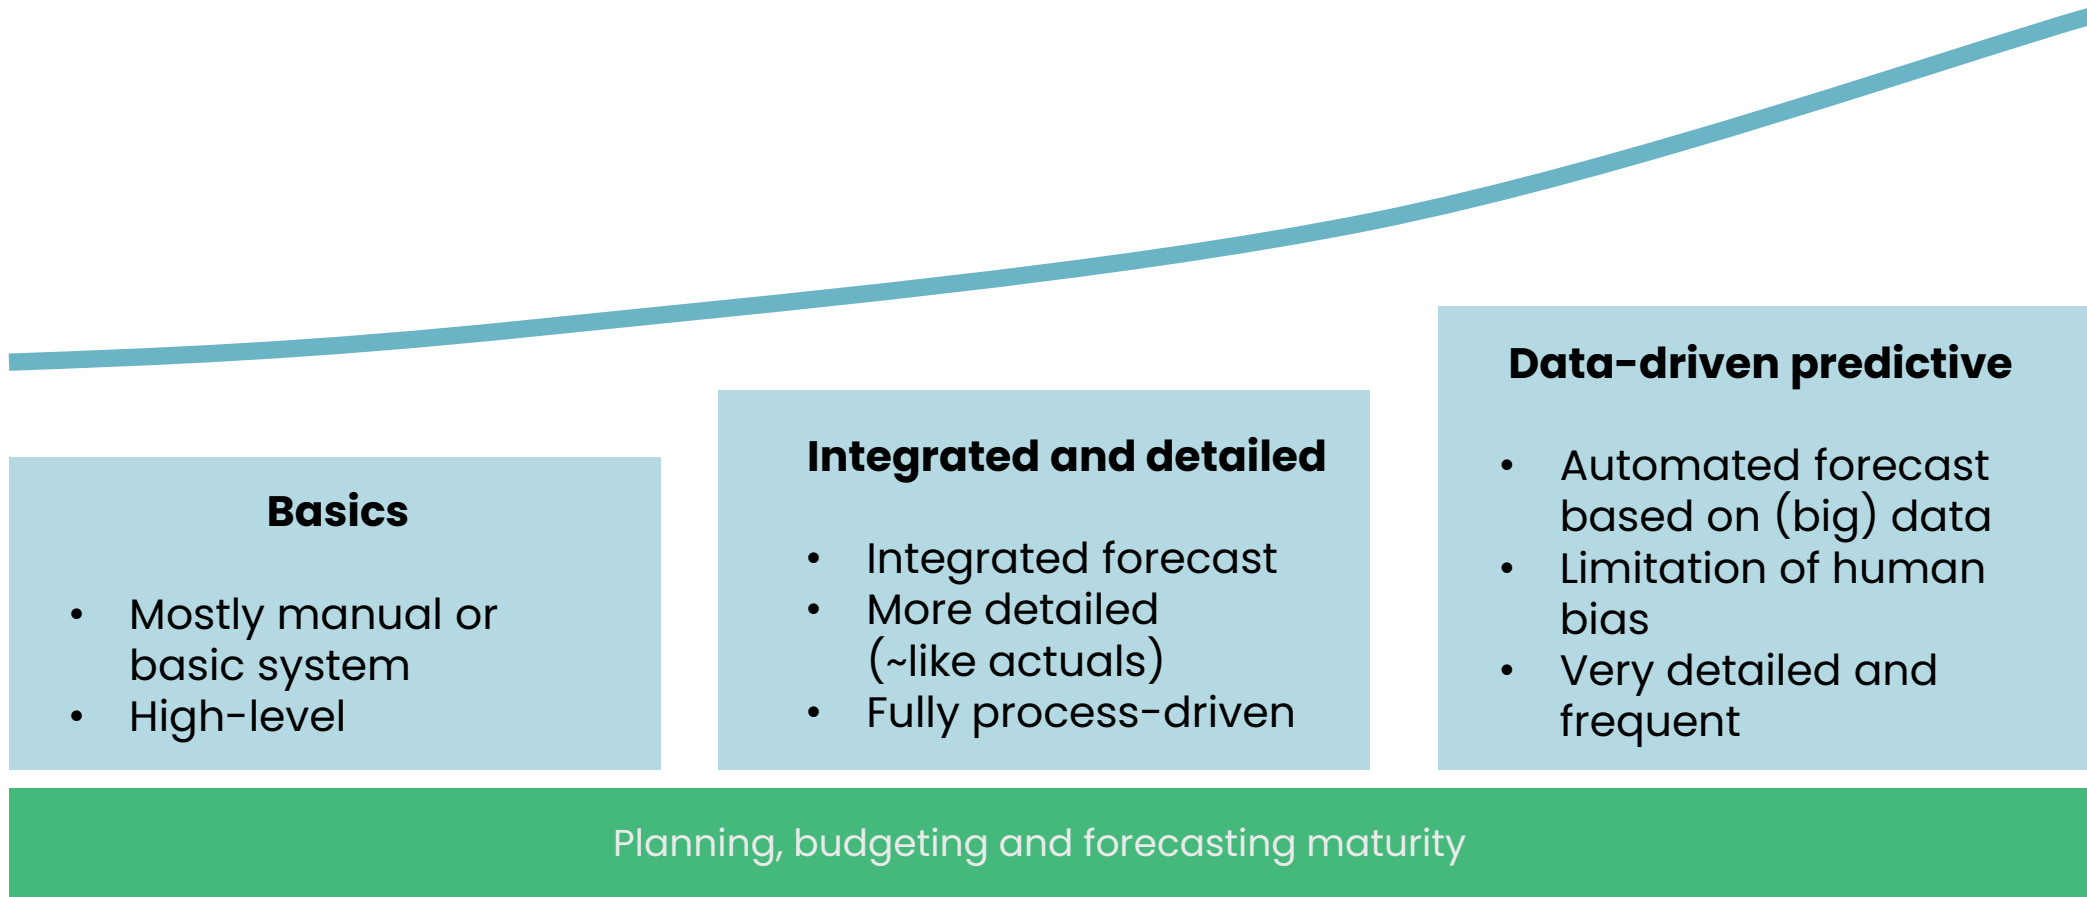 Basics
• Mostly manual or
basic system
• High-level
Integrated and detailed
• Integrated forecast
• More detailed
(~like actuals)
• Fully process-driven
Data-driven predictive
• Automated forecast
based on (big) data
• Limitation of human
bias
• Very detailed and
frequent
Planning, budgeting and forecasting maturity